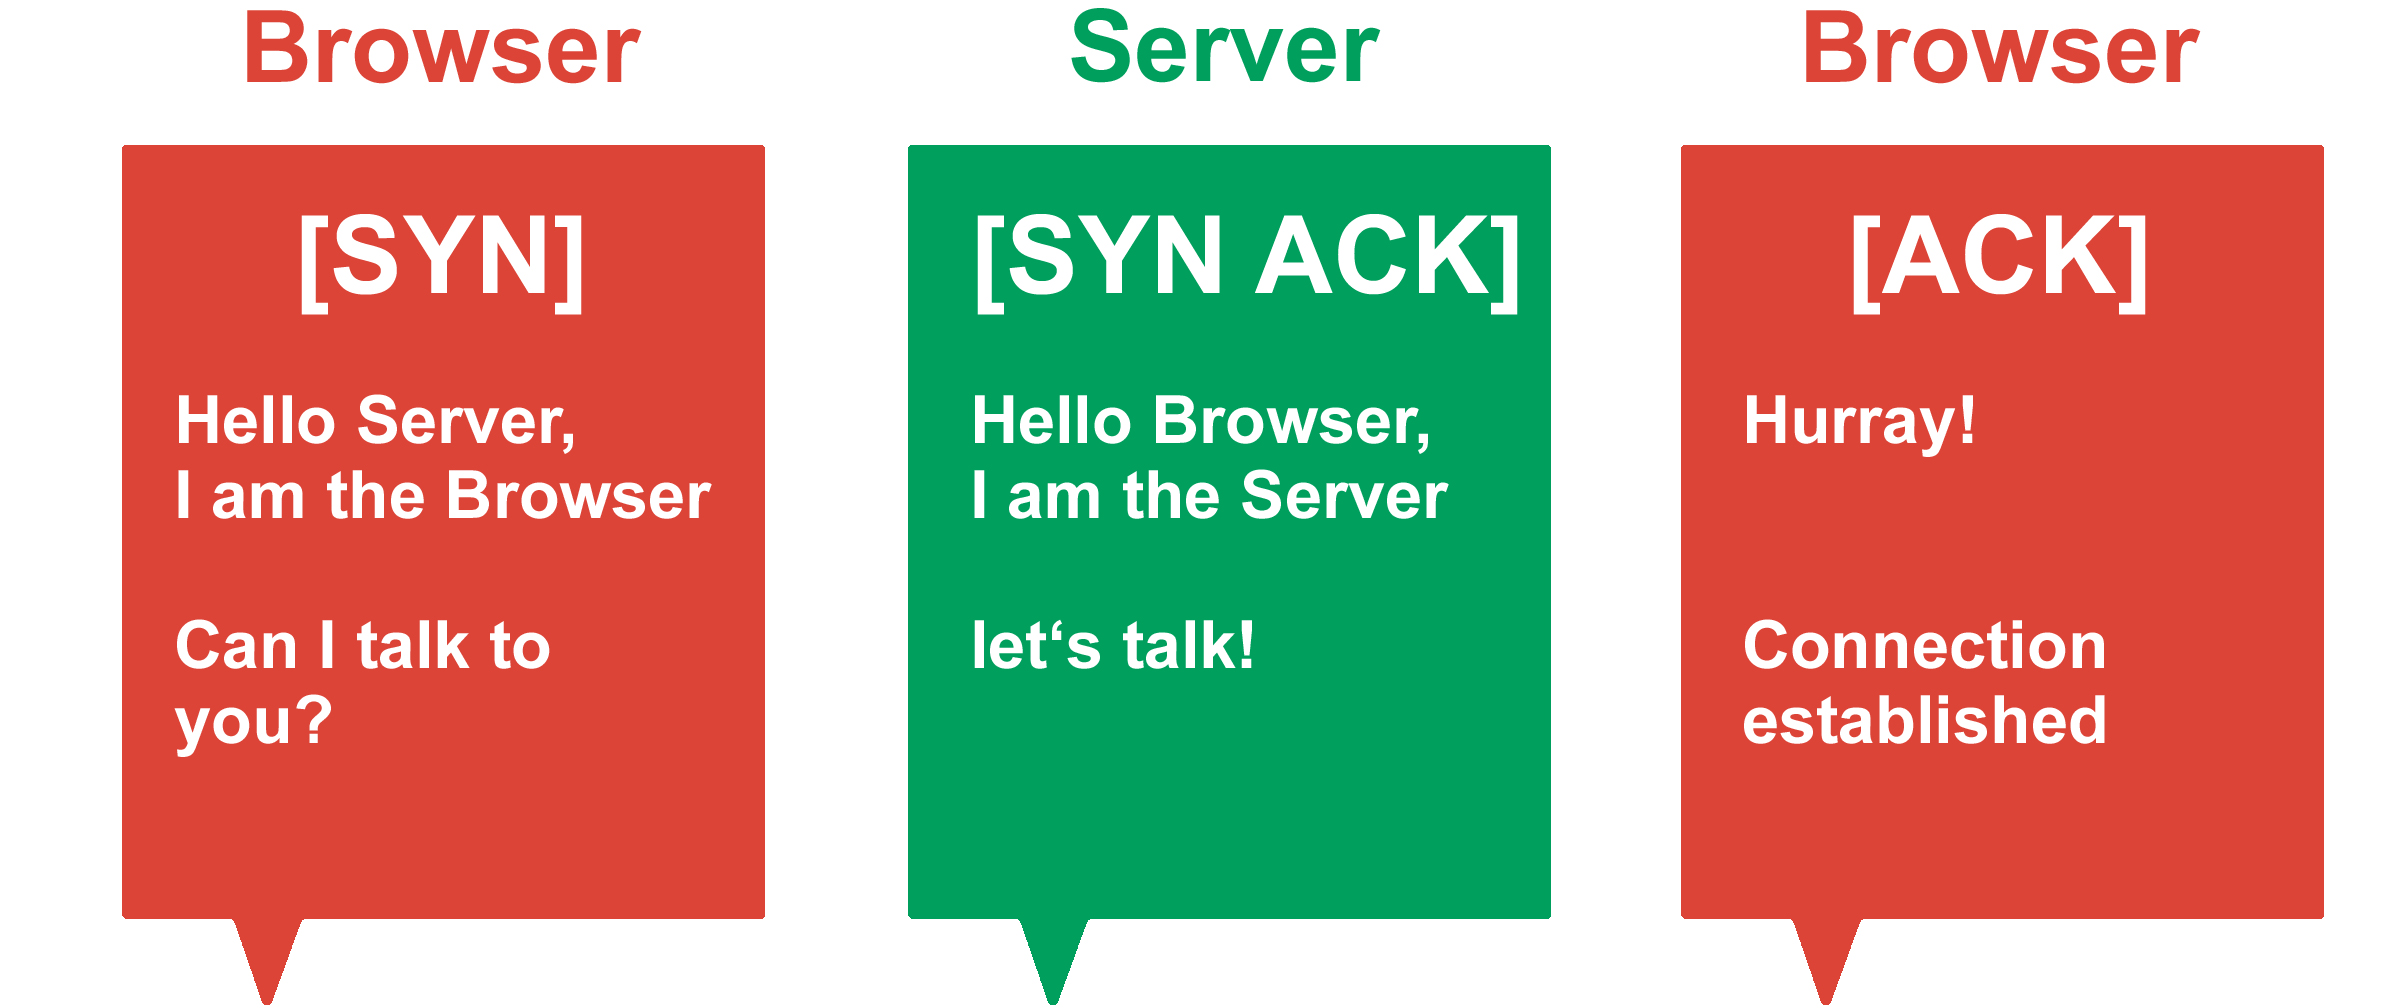 Browser
[SYN]
Hello Server,
I am the Browser
Can I talk to
you?
Server
[SYN ACK]
Hello Browser,
I am the Server
let‘s talk!
Browser
[ACK]
Hurray!
Connection
established